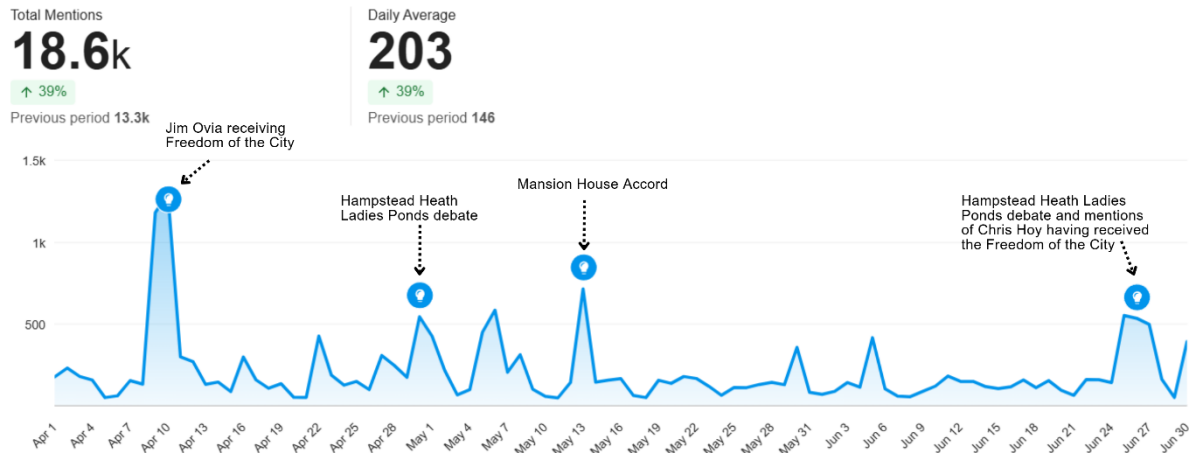 Total Mentions
18.6k
↑ 39%
Previous period 13.3k
Daily Average
203
↑ 39%
Previous period 146
Jim Ovia receiving
Freedom of the City
Hampstead Heath
Ladies Ponds debate
Mansion House Accord
Hampstead Heath Ladies
Ponds debate and mentions
of Chris Hoy having received
the Freedom of the City
1.5k
1k
500
Apr 1
Apr 4
Apr 7
Apr 10
Apr 13
Apr 16
Apr 19
Apr 22
Apr 25
Apr 28
May 1
May 4
May 7
May 10
May 13
May 16
May 19
May 22
May 25
May 28
May 31
Jun 3
Jun 6
Jun 9
Jun 12
Jun 15
Jun 18
Jun 21
Jun 24
Jun 27
Jun 30